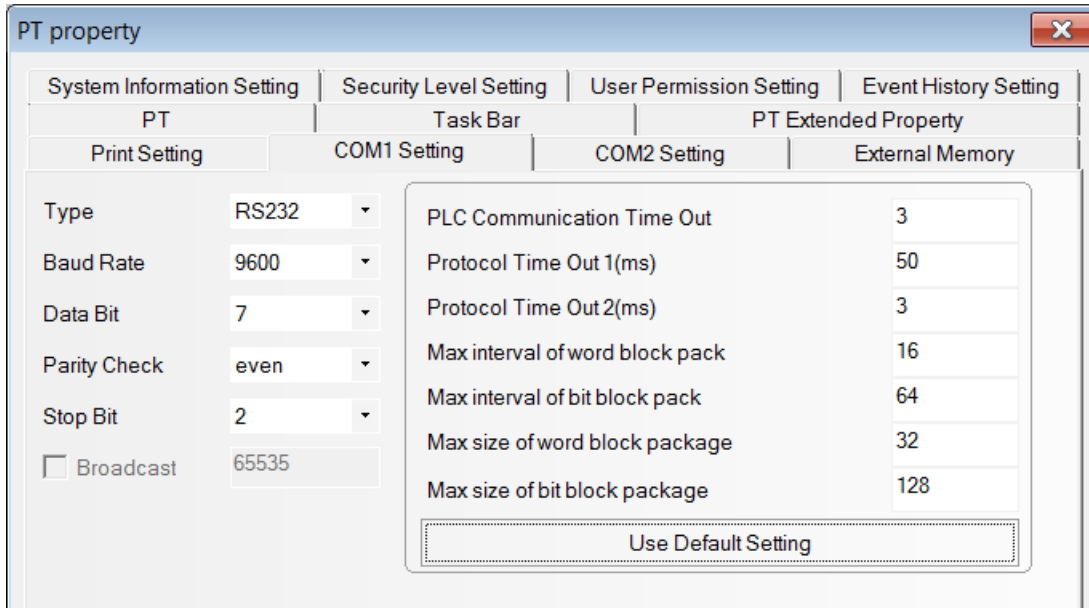 PT property
System Information Setting Security Level Setting User Permission Setting Event History Setting
PT Task Bar PT Extended Property
Print Setting COM1 Setting COM2 Setting External Memory
Type RS232
Baud Rate 9600
Data Bit 7
Parity Check even
Stop Bit 2
Broadcast 65535
PLC Communication Time Out 3
Protocol Time Out 1(ms) 50
Protocol Time Out 2(ms) 3
Max interval of word block pack 16
Max interval of bit block pack 64
Max size of word block package 32
Max size of bit block package 128
Use Default Setting